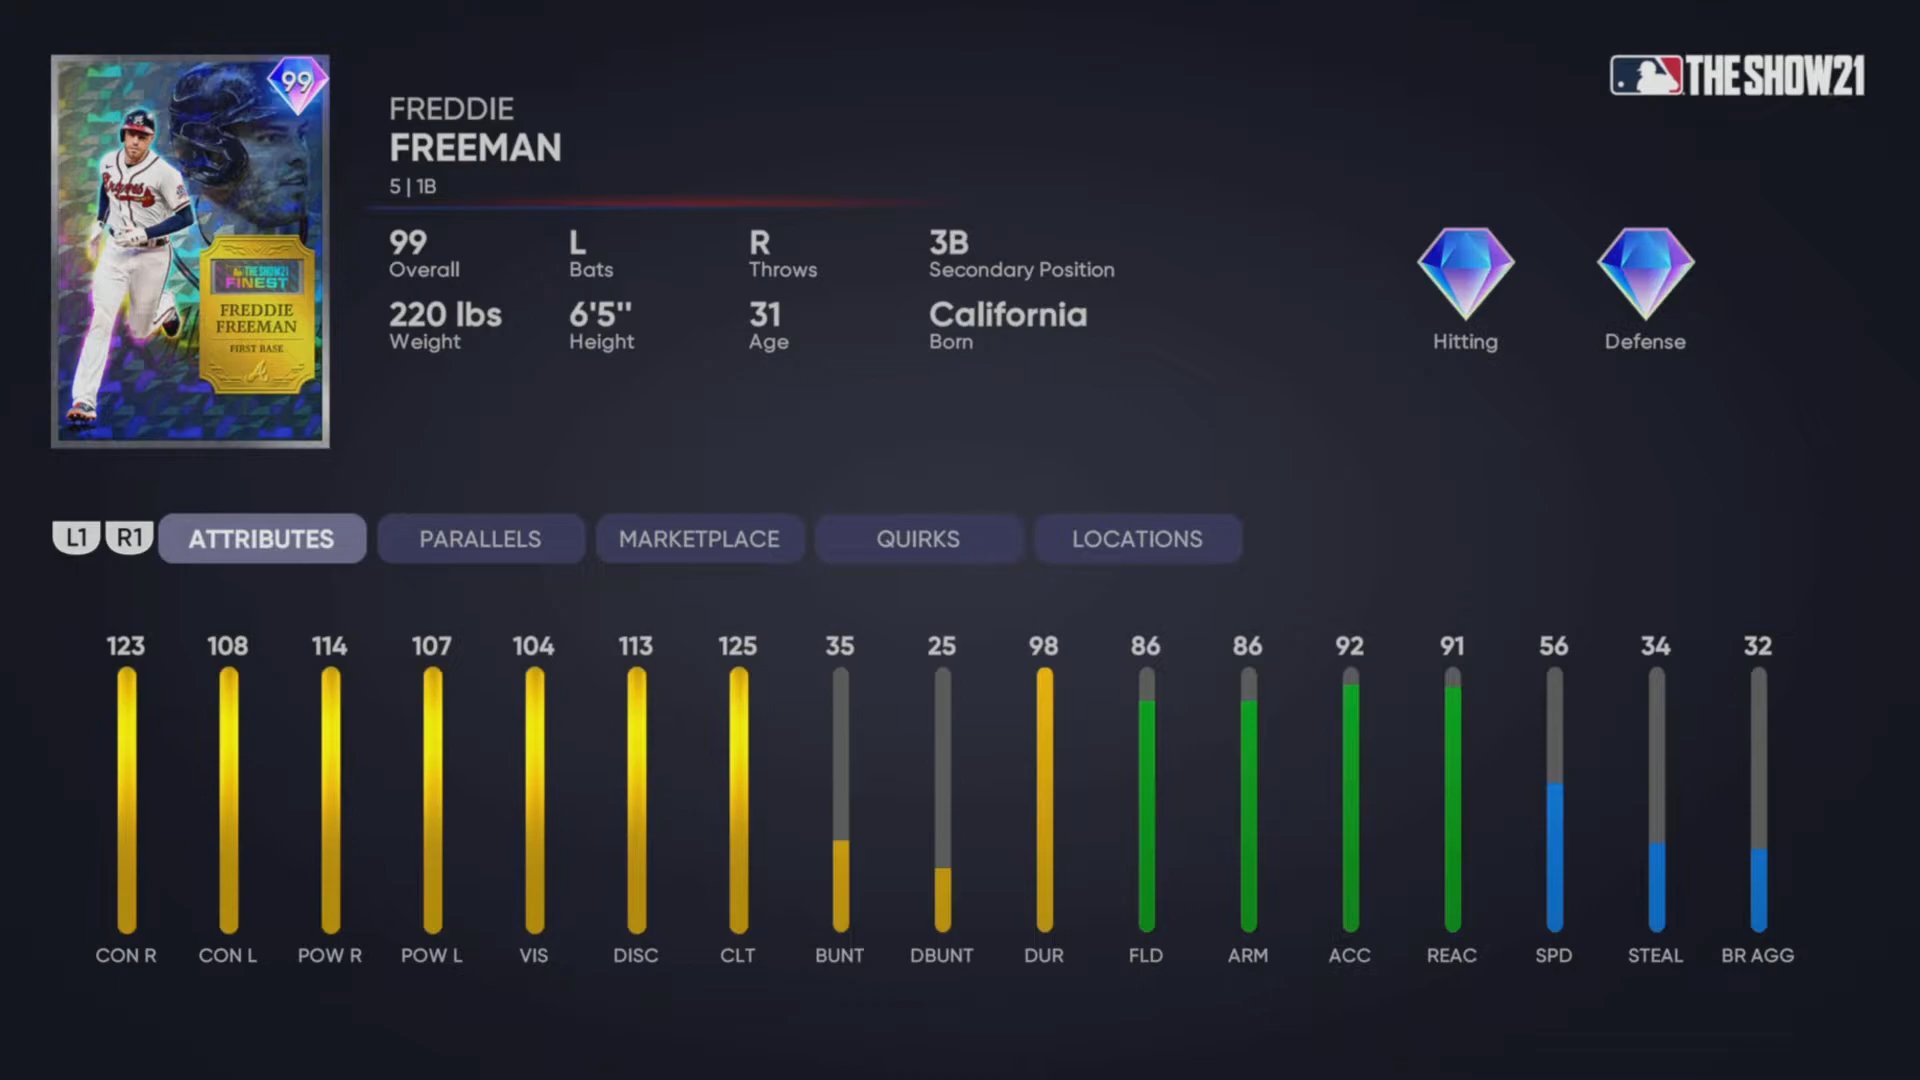 99
THE SHOW 21
FINEST
FREDDIE
FREEMAN
FIRST BASE
Braves
FREDDIE
FREEMAN
5 | 1B
99
Overall
L
Bats
R
Throws
3B
Secondary Position
220 lbs
Weight
6'5"
Height
31
Age
California
Born
THE SHOW 21
Hitting
Defense
L1 R1 ATTRIBUTES PARALLELS MARKETPLACE QUIRKS LOCATIONS
123 108 114 107 104 113 125 35 25 98 86 86 92 91 56 34 32
CON R CON L POW R POW L VIS DISC CLT BUNT DBUNT DUR FLD ARM ACC REAC SPD STEAL BR AGG